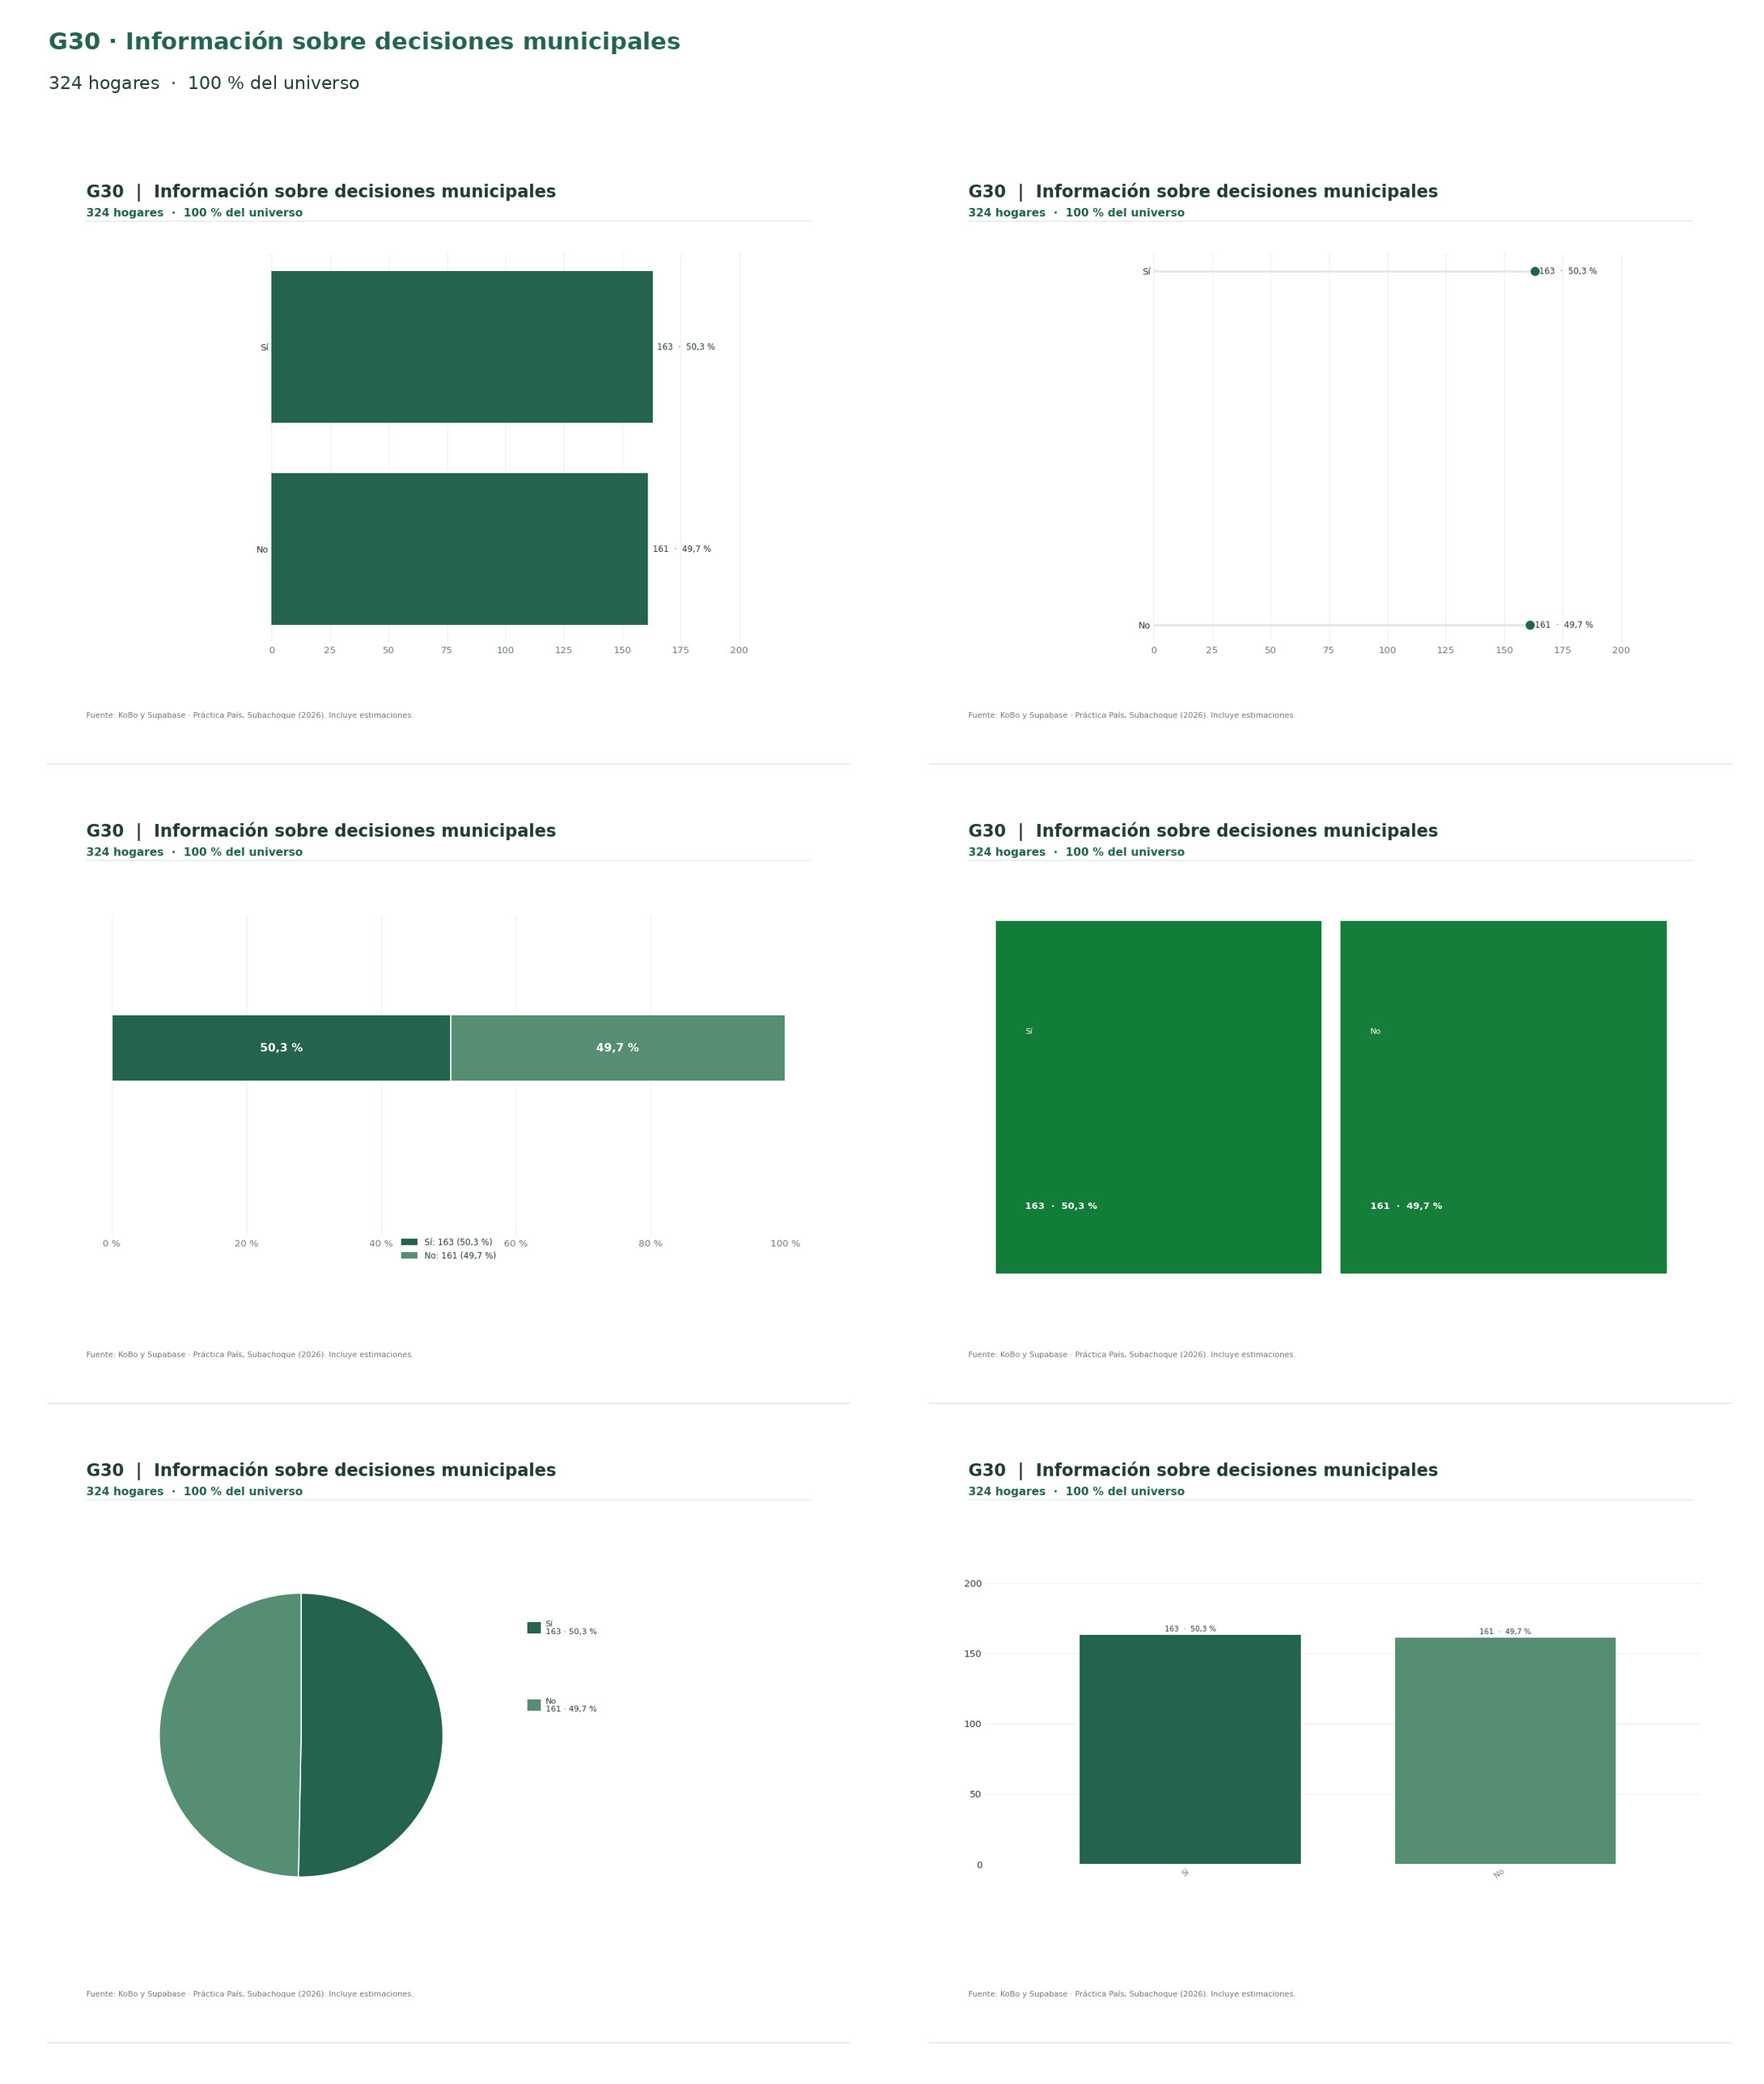 G30 · Información sobre decisiones municipales
324 hogares · 100 % del universo
G30 | Información sobre decisiones municipales
324 hogares · 100 % del universo
Sí
163 · 50,3 %
No
161 · 49,7 %
0 25 50 75 100 125 150 175 200
Fuente: KoBo y Supabase · Práctica País, Subachoque (2026). Incluye estimaciones.
G30 | Información sobre decisiones municipales
324 hogares · 100 % del universo
Sí
163 · 50,3 %
No
161 · 49,7 %
0 25 50 75 100 125 150 175 200
Fuente: KoBo y Supabase · Práctica País, Subachoque (2026). Incluye estimaciones.
G30 | Información sobre decisiones municipales
324 hogares · 100 % del universo
50,3 % 49,7 %
0 % 20 % 40 % 60 % 80 % 100 %
Sí: 163 (50,3 %)
No: 161 (49,7 %)
Fuente: KoBo y Supabase · Práctica País, Subachoque (2026). Incluye estimaciones.
G30 | Información sobre decisiones municipales
324 hogares · 100 % del universo
Sí
163 · 50,3 %
No
161 · 49,7 %
Fuente: KoBo y Supabase · Práctica País, Subachoque (2026). Incluye estimaciones.
G30 | Información sobre decisiones municipales
324 hogares · 100 % del universo
Sí
163 · 50,3 %
No
161 · 49,7 %
Fuente: KoBo y Supabase · Práctica País, Subachoque (2026). Incluye estimaciones.
G30 | Información sobre decisiones municipales
324 hogares · 100 % del universo
200
150
100
50
0
163 · 50,3 %
161 · 49,7 %
Sí
No
Fuente: KoBo y Supabase · Práctica País, Subachoque (2026). Incluye estimaciones.